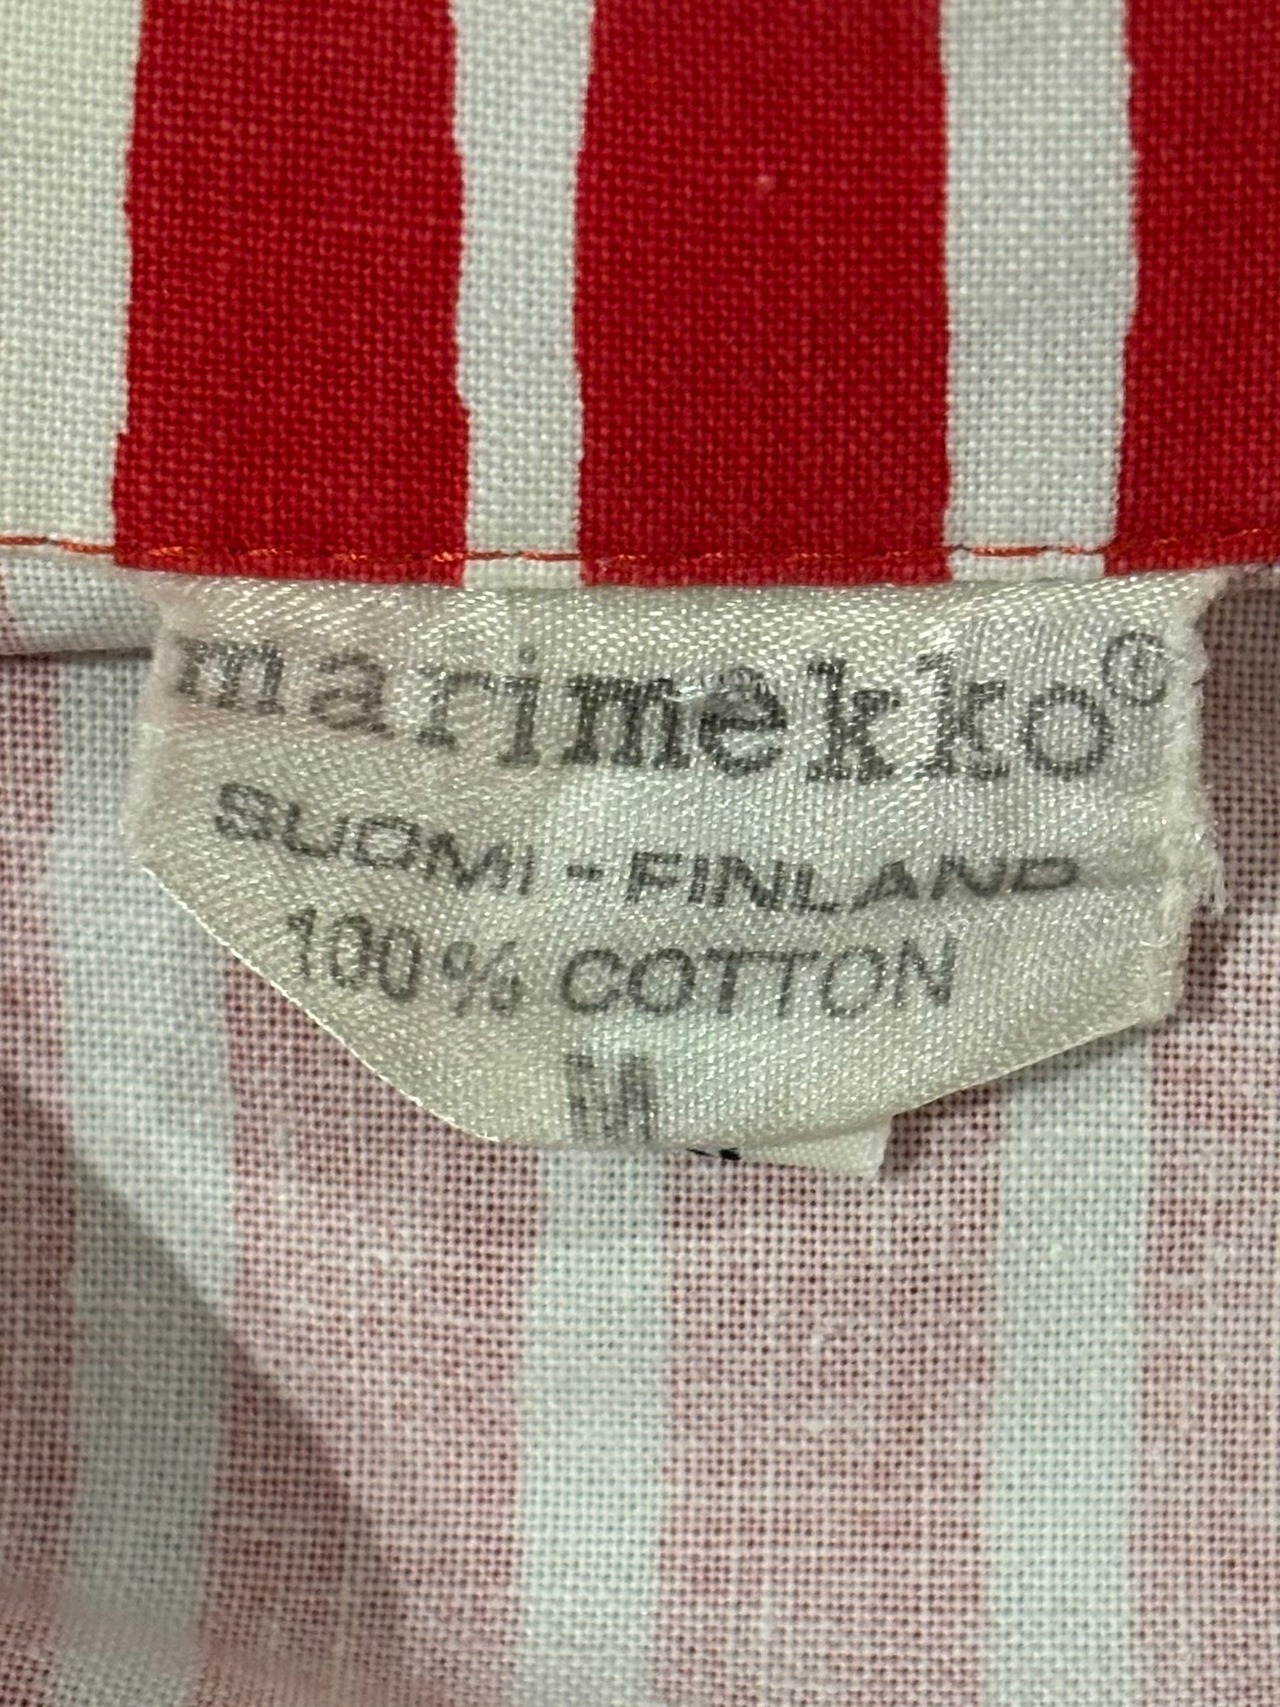 marimekko®
SUOMI - FINLAND
100% COTTON